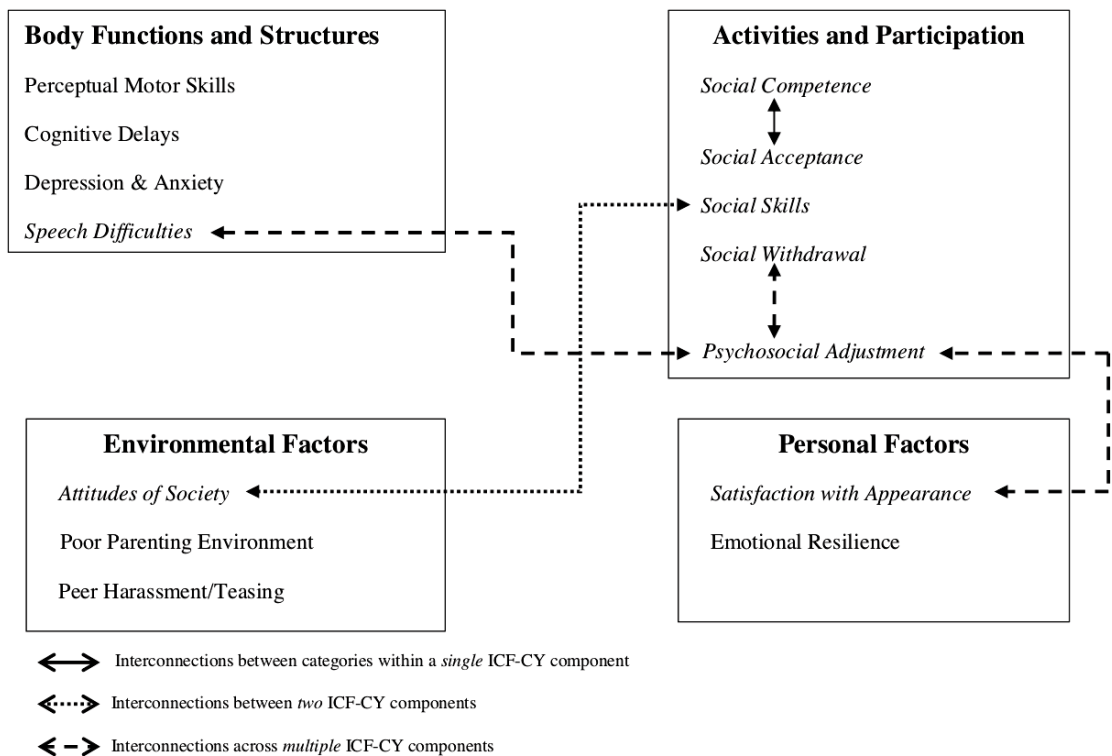 Body Functions and Structures
Perceptual Motor Skills
Cognitive Delays
Depression & Anxiety
Speech Difficulties
Activities and Participation
Social Competence
Social Acceptance
Social Skills
Social Withdrawal
Psychosocial Adjustment
Environmental Factors
Attitudes of Society
Poor Parenting Environment
Peer Harassment/Teasing
Personal Factors
Satisfaction with Appearance
Emotional Resilience
Interconnections between categories within a single ICF-CY component
Interconnections between two ICF-CY components
Interconnections across multiple ICF-CY components